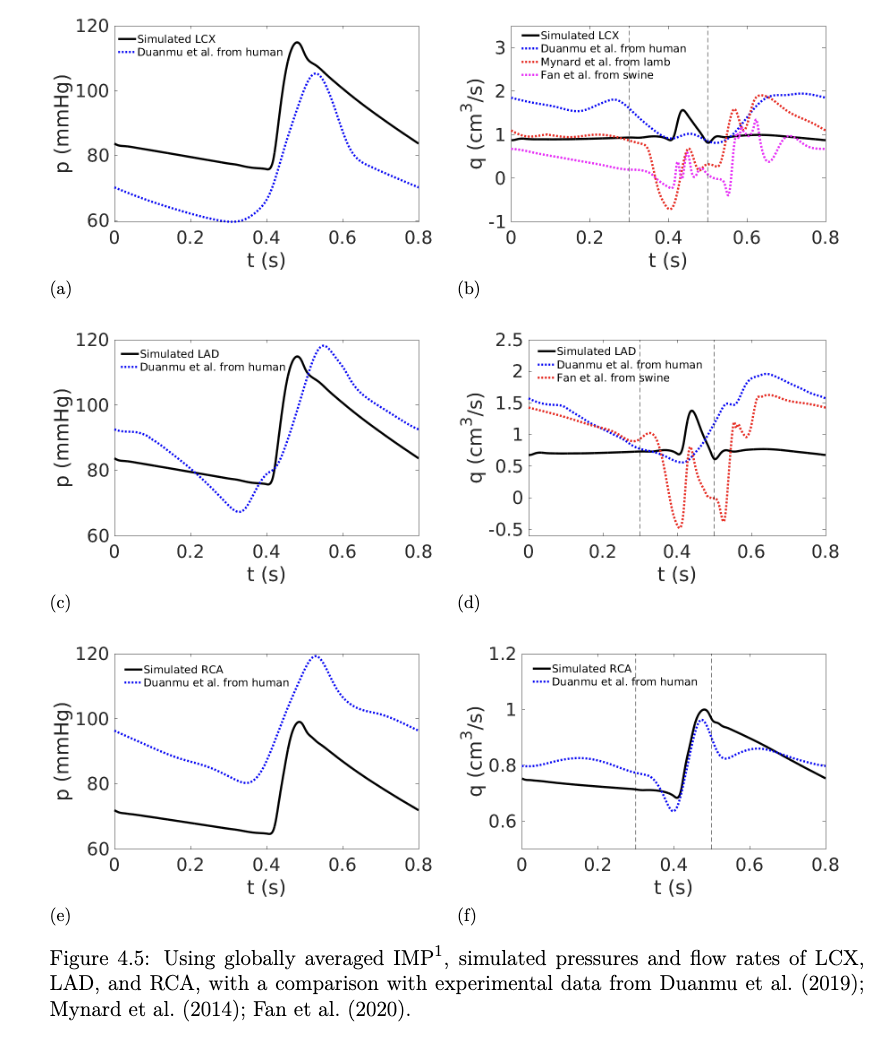 120
100
80
60
p (mmHg)
0 0.2 0.4 0.6 0.8
t (s)
Simulated LCX
Duanmu et al. from human
(a)
3
2
1
0
-1
q (cm³/s)
0 0.2 0.4 0.6 0.8
t (s)
Simulated LCX
Duanmu et al. from human
Mynard et al. from lamb
Fan et al. from swine
(b)
120
100
80
60
p (mmHg)
0 0.2 0.4 0.6 0.8
t (s)
Simulated LAD
Duanmu et al. from human
(c)
2.5
2
1.5
1
0.5
0
-0.5
q (cm³/s)
0 0.2 0.4 0.6 0.8
t (s)
Simulated LAD
Duanmu et al. from human
Fan et al. from swine
(d)
120
100
80
60
p (mmHg)
0 0.2 0.4 0.6 0.8
t (s)
Simulated RCA
Duanmu et al. from human
(e)
1.2
1
0.8
0.6
q (cm³/s)
0 0.2 0.4 0.6 0.8
t (s)
Simulated RCA
Duanmu et al. from human
(f)
Figure 4.5: Using globally averaged IMP¹, simulated pressures and flow rates of LCX,
LAD, and RCA, with a comparison with experimental data from Duanmu et al. (2019);
Mynard et al. (2014); Fan et al. (2020).